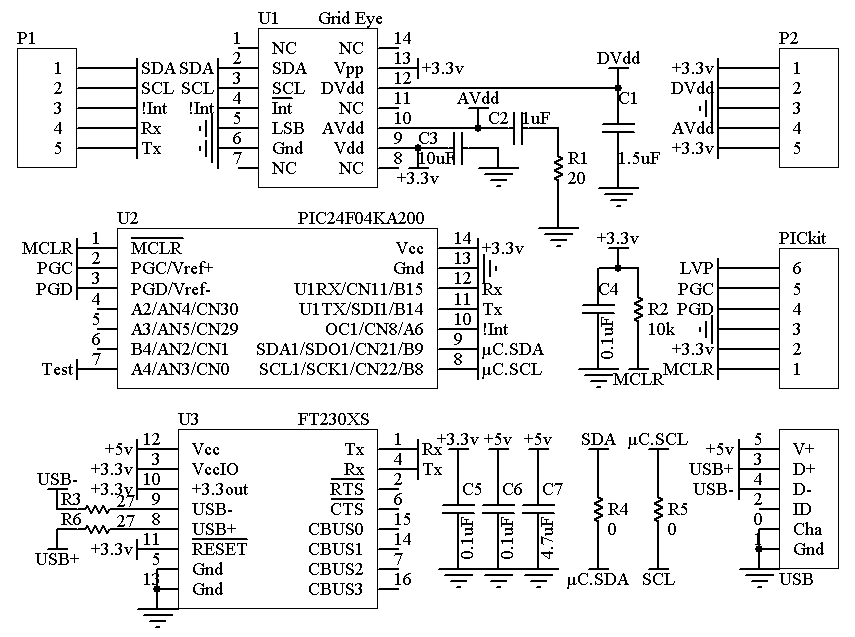 P1
1 SDA
2 SCL
3 !Int
4 Rx
5 Tx
U1 Grid Eye
1 NC NC 14
SDA 2 SDA Vpp 13 +3.3v
SCL 3 SCL DVdd 12
!Int 4 Int NC 11
5 LSB AVdd 10
6 Gnd Vdd 9
7 NC NC 8
+3.3v
AVdd
C2 1uF
C3
10uF
R1
20
DVdd
C1
1.5uF
P2
+3.3v 1
DVdd 2
3
AVdd 4
+3.3v 5
U2 PIC24F04KA200
MCLR 1 MCLR Vcc 14 +3.3v
PGC 2 PGC/Vref+ Gnd 13
PGD 3 PGD/Vref- U1RX/CN11/B15 12 Rx
4 A2/AN4/CN30 U1TX/SDI1/B14 11 Tx
5 A3/AN5/CN29 OC1/CN8/A6 10 !Int
6 B4/AN2/CN1 SDA1/SDO1/CN21/B9 9 µC.SDA
Test 7 A4/AN3/CN0 SCL1/SCK1/CN22/B8 8 µC.SCL
+3.3v
C4
0.1uF
R2
10k
MCLR
PICkit
LVP 6
PGC 5
PGD 4
3
+3.3v 2
MCLR 1
U3 FT230XS
+5v 12 Vcc Tx 1 Rx
+3.3v 3 VccIO Rx 4 Tx
+3.3v 10 +3.3out RTS 2
9 USB- CTS 6
8 USB+ CBUS0 15
+3.3v 11 RESET CBUS1 14
5 Gnd CBUS2 7
13 Gnd CBUS3 16
USB-
R3 27
R6 27
USB+
+3.3v
C5
0.1uF
+5v
C6
0.1uF
+5v
C7
4.7uF
SDA
R4
0
µC.SDA
µC.SCL
R5
0
SCL
+5v 5 V+
USB+ 3 D+
USB- 4 D-
2 ID
0 Cha
1 Gnd
USB